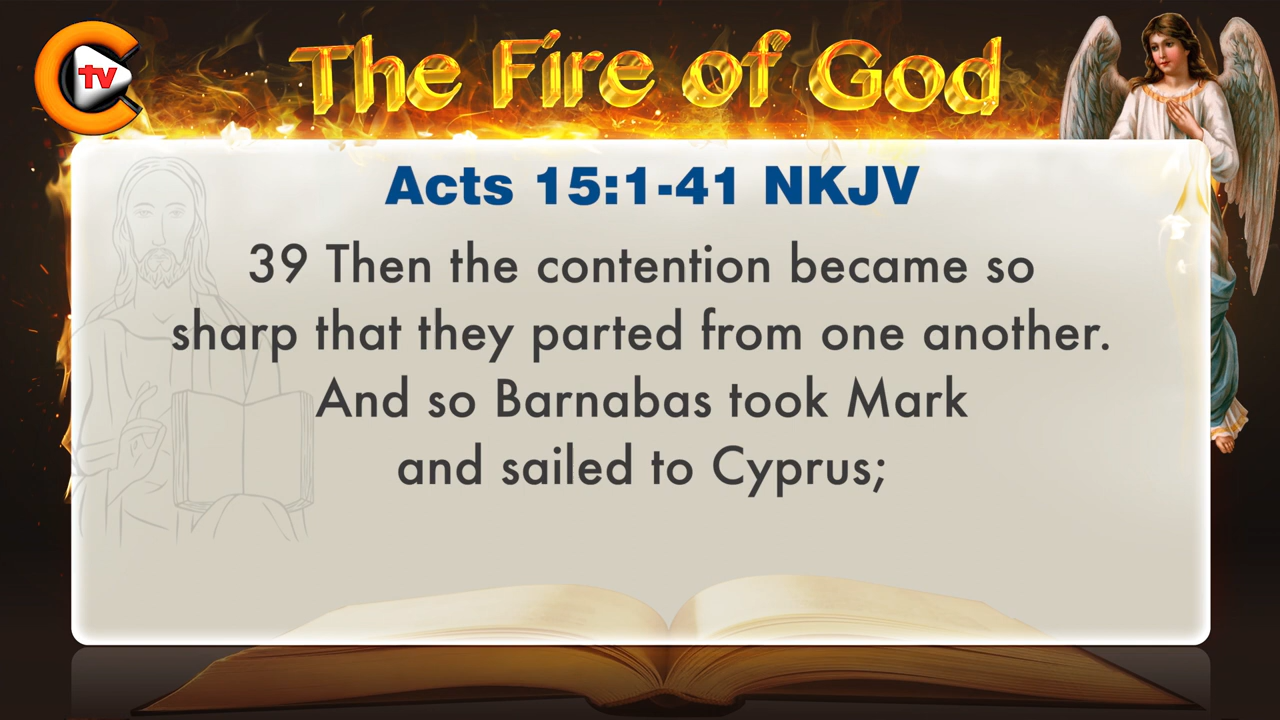 tv
The Fire of God
Acts 15:1-41 NKJV
39 Then the contention became so
sharp that they parted from one another.
And so Barnabas took Mark
and sailed to Cyprus;